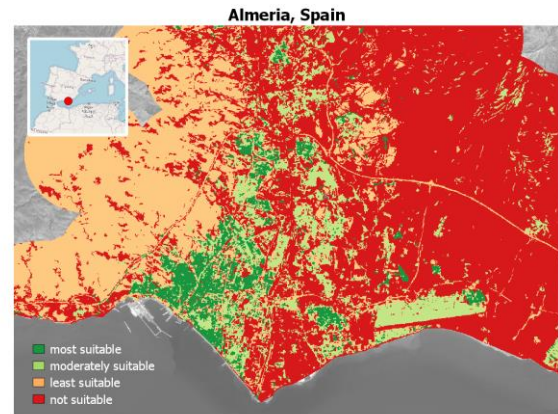 Almeria, Spain
most suitable
moderately suitable
least suitable
not suitable